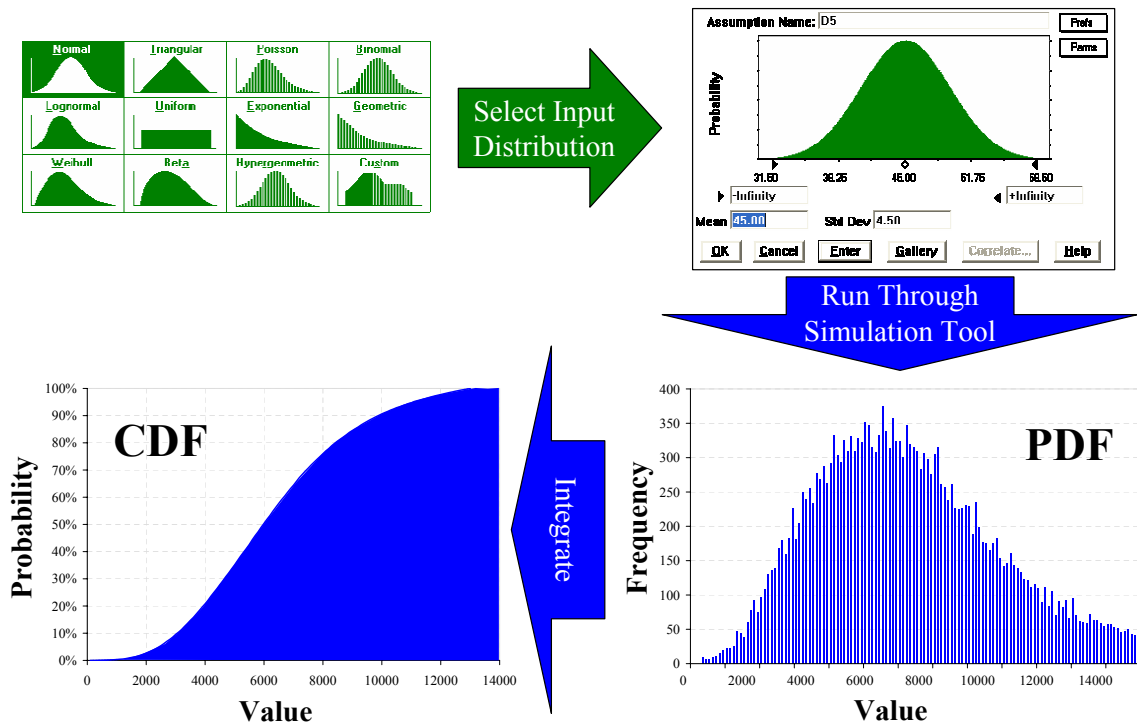 Normal Triangular Poisson Binomial
Lognormal Uniform Exponential Geometric
Weibull Beta Hypergeometric Custom
Select Input
Distribution
Assumption Name: D5
Prefs
Parms
Probability
31.50 38.25 45.00 51.75 58.50
-Infinity +Infinity
Mean 45.00 Std Dev 4.50
OK Cancel Enter Gallery Correlate... Help
Run Through
Simulation Tool
PDF
Frequency
400
350
300
250
200
150
100
50
0
0 2000 4000 6000 8000 10000 12000 14000
Value
Integrate
CDF
Probability
100%
90%
80%
70%
60%
50%
40%
30%
20%
10%
0%
0 2000 4000 6000 8000 10000 12000 14000
Value